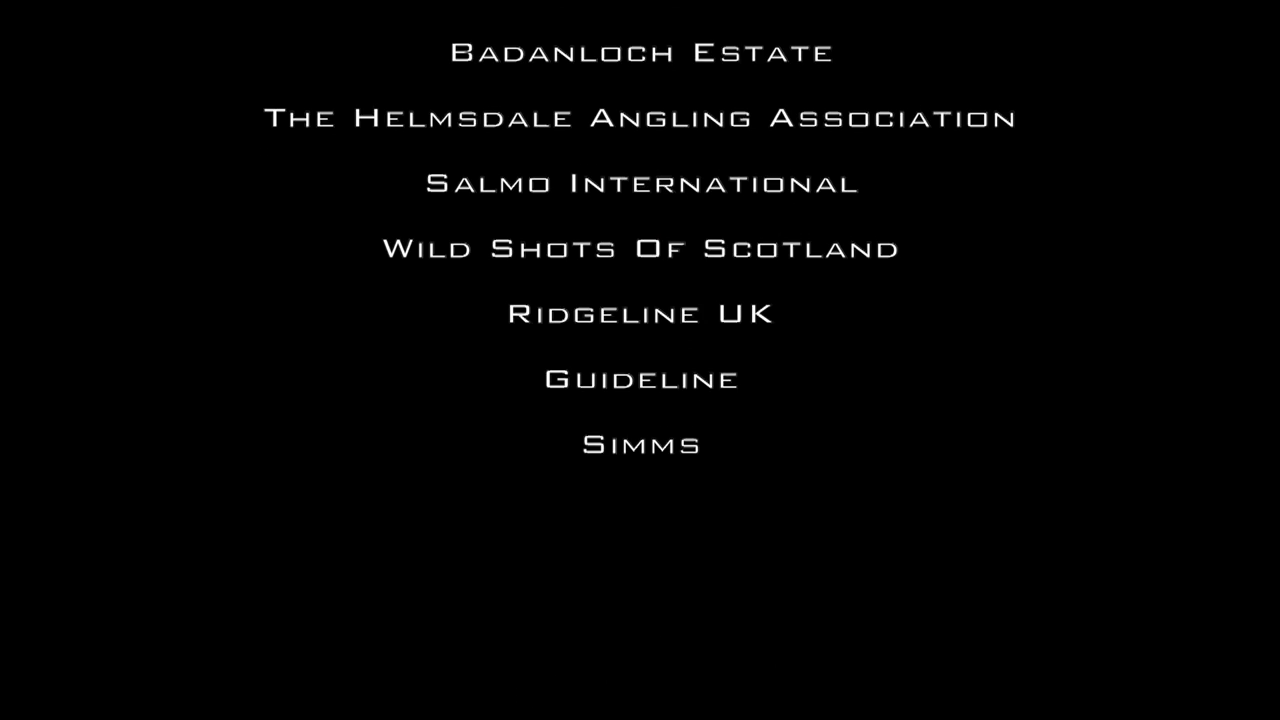 Badanloch Estate
The Helmsdale Angling Association
Salmo International
Wild Shots Of Scotland
Ridgeline UK
Guideline
Simms